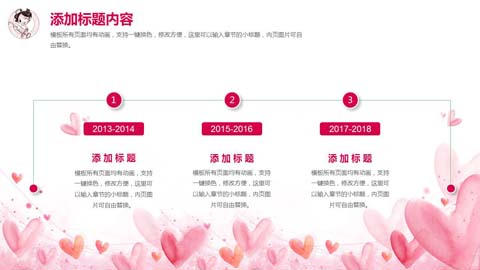 添加标题内容
模板所有页面均有动画，支持一键换色，修改方便，这里可以输入章节的小标题，内页图片可自
由替换。
1
2
3
2013-2014
2015-2016
2017-2018
添加标题
添加标题
添加标题
模板所有页面均有动画，支持
一键换色，修改方便，这里可
以输入章节的小标题，内页图
片可自由替换。
模板所有页面均有动画，支持
一键换色，修改方便，这里可
以输入章节的小标题，内页图
片可自由替换。
模板所有页面均有动画，支持
一键换色，修改方便，这里可
以输入章节的小标题，内页图
片可自由替换。